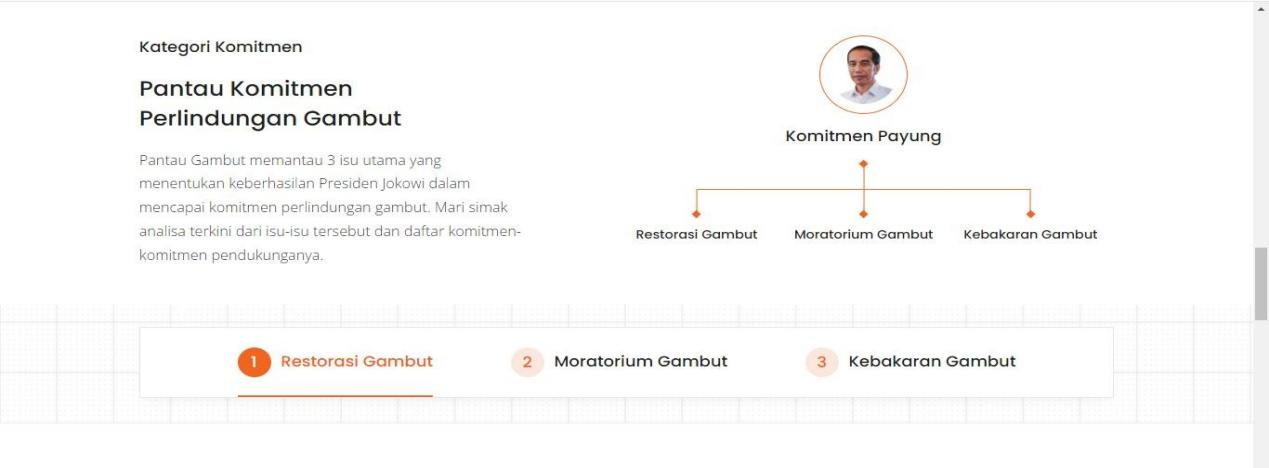 Kategori Komitmen
Pantau Komitmen
Perlindungan Gambut
Pantau Gambut memantau 3 isu utama yang
menentukan keberhasilan Presiden Jokowi dalam
mencapai komitmen perlindungan gambut. Mari simak
analisa terkini dari isu-isu tersebut dan daftar komitmen-
komitmen pendukunganya.
Komitmen Payung
Restorasi Gambut Moratorium Gambut Kebakaran Gambut
1 Restorasi Gambut 2 Moratorium Gambut 3 Kebakaran Gambut